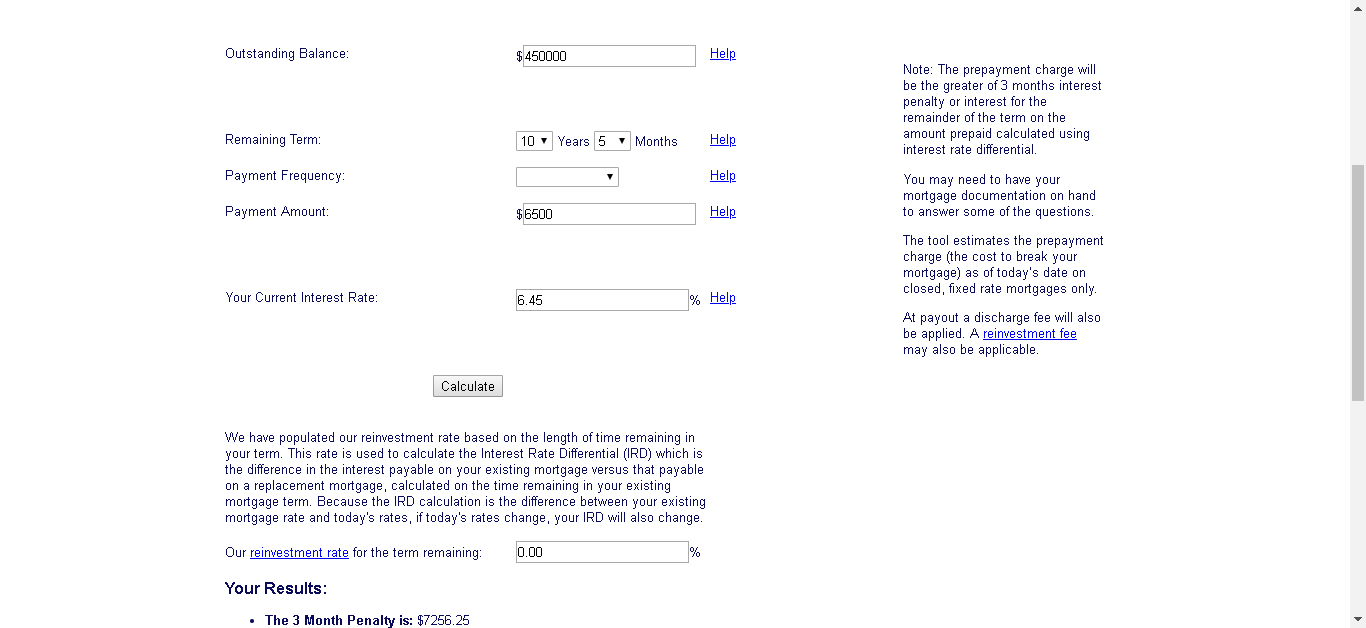 Outstanding Balance: $450000 Help
Remaining Term: 10 Years 5 Months Help
Payment Frequency: Help
Payment Amount: $6500 Help
Your Current Interest Rate: 6.45 % Help
Calculate
We have populated our reinvestment rate based on the length of time remaining in
your term. This rate is used to calculate the Interest Rate Differential (IRD) which is
the difference in the interest payable on your existing mortgage versus that payable
on a replacement mortgage, calculated on the time remaining in your existing
mortgage term. Because the IRD calculation is the difference between your existing
mortgage rate and today's rates, if today's rates change, your IRD will also change.
Our reinvestment rate for the term remaining: 0.00 %
Your Results:
• The 3 Month Penalty is: $7256.25
Note: The prepayment charge will
be the greater of 3 months interest
penalty or interest for the
remainder of the term on the
amount prepaid calculated using
interest rate differential.
You may need to have your
mortgage documentation on hand
to answer some of the questions.
The tool estimates the prepayment
charge (the cost to break your
mortgage) as of today's date on
closed, fixed rate mortgages only.
At payout a discharge fee will also
be applied. A reinvestment fee
may also be applicable.